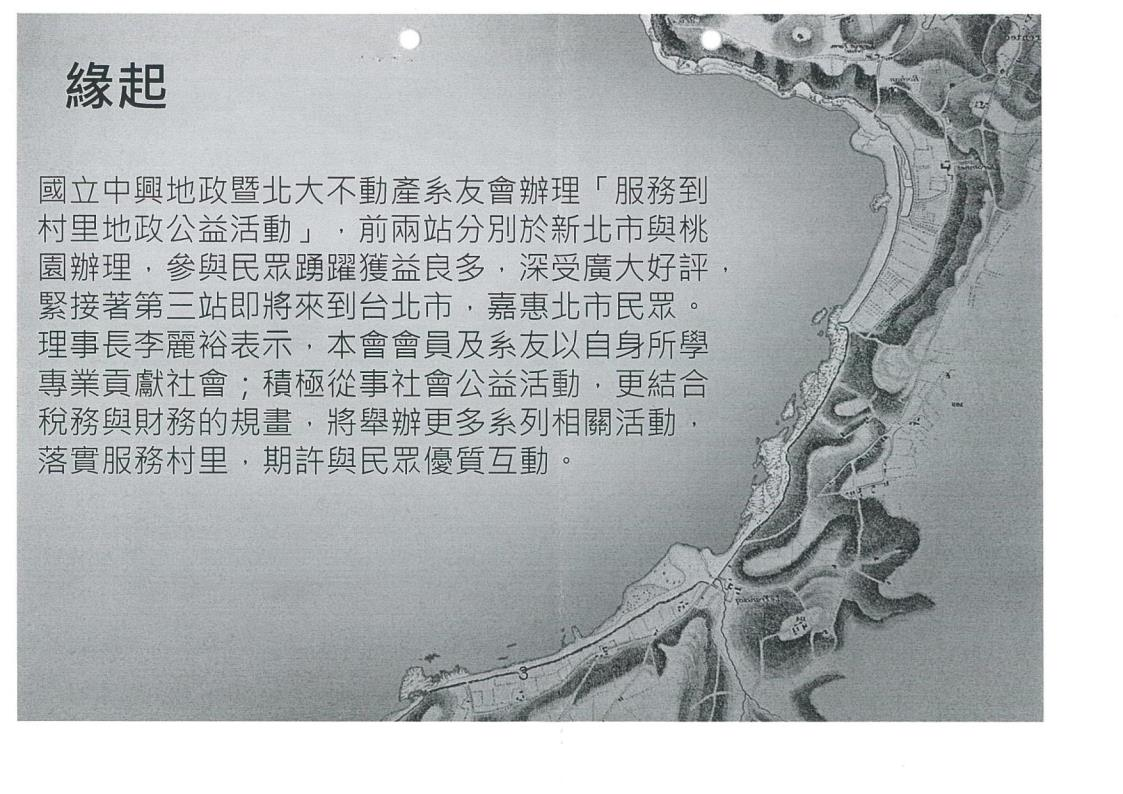 緣起
國立中興地政暨北大不動產系友會辦理「服務到
村里地政公益活動」，前兩站分別於新北市與桃
園辦理，參與民眾踴躍獲益良多，深受廣大好評，
緊接著第三站即將來到台北市，嘉惠北市民眾。
理事長李麗裕表示，本會會員及系友以自身所學
專業貢獻社會；積極從事社會公益活動，更結合
稅務與財務的規畫，將舉辦更多系列相關活動，
落實服務村里，期許與民眾優質互動。